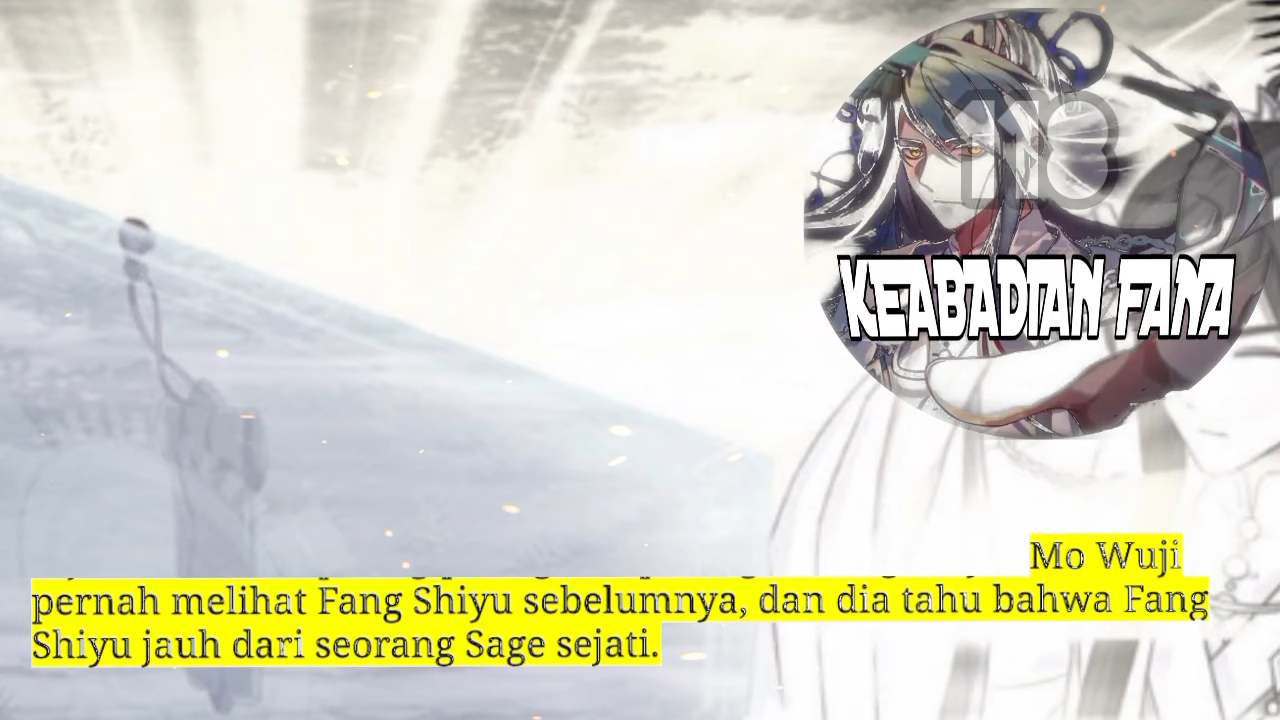 118
KEABADIAN FANA
Mo Wuji
pernah melihat Fang Shiyu sebelumnya, dan dia tahu bahwa Fang
Shiyu jauh dari seorang Sage sejati.